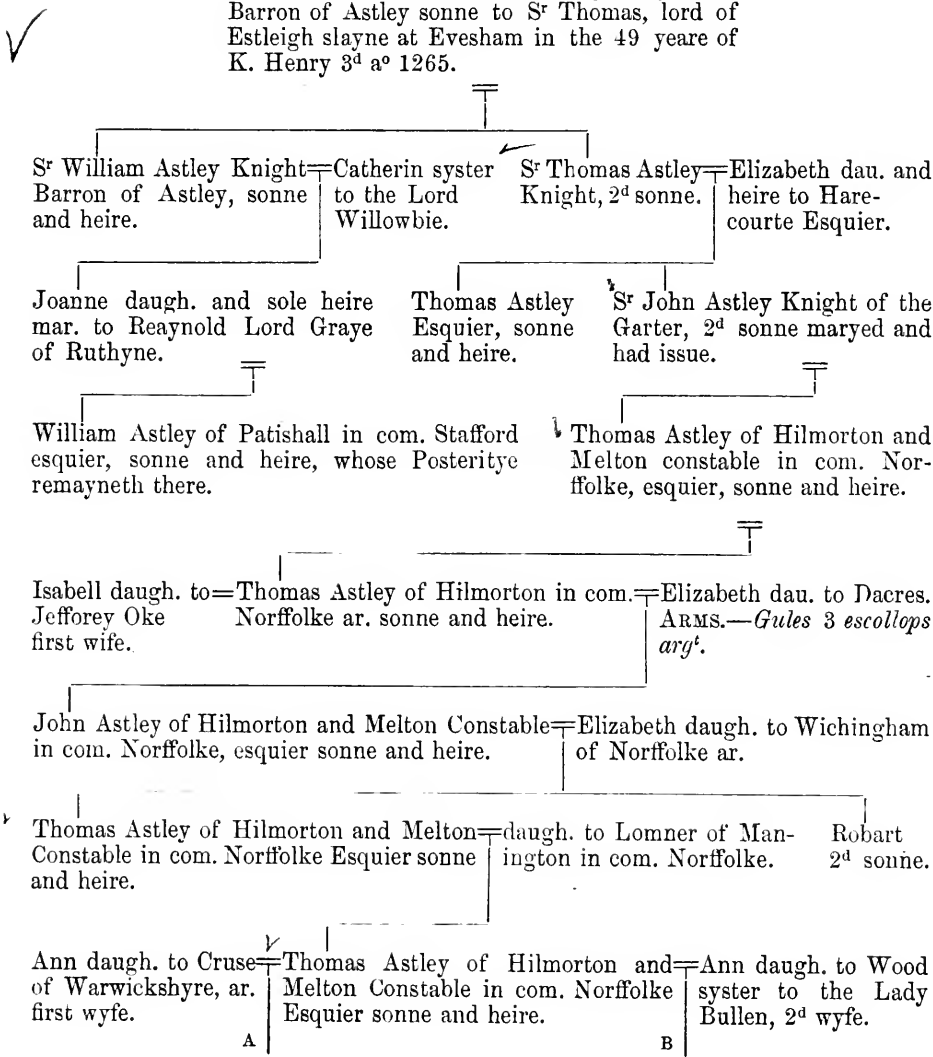 Barron of Astley sonne to Sʳ Thomas, lord of
Estleigh slayne at Evesham in the 49 yeare of
K. Henry 3ᵈ aᵒ 1265.
Sʳ William Astley Knight
Barron of Astley, sonne
and heire.
Catherin syster
to the Lord
Willowbie.
Sʳ Thomas Astley
Knight, 2ᵈ sonne.
Elizabeth dau. and
heire to Hare-
courte Esquier.
Joanne daugh. and sole heire
mar. to Reaynold Lord Graye
of Ruthyne.
Thomas Astley
Esquier, sonne
and heire.
Sʳ John Astley Knight of the
Garter, 2ᵈ sonne maryed and
had issue.
William Astley of Patishall in com. Stafford
esquier, sonne and heire, whose Posteritye
remayneth there.
Thomas Astley of Hilmorton and
Melton constable in com. Nor-
ffolke, esquier, sonne and heire.
Isabell daugh. to
Jefforey Oke
first wife.
Thomas Astley of Hilmorton in com.
Norffolke ar. sonne and heire.
Elizabeth dau. to Dacres.
ARMS.—Gules 3 escollops
argᵗ.
John Astley of Hilmorton and Melton Constable
in com. Norffolke, esquier sonne and heire.
Elizabeth daugh. to Wichingham
of Norffolke ar.
Thomas Astley of Hilmorton and Melton
Constable in com. Norffolke Esquier sonne
and heire.
daugh. to Lomner of Man-
ington in com. Norffolke.
Robart
2ᵈ sonne.
Ann daugh. to Cruse
of Warwickshyre, ar.
first wyfe.
A
Thomas Astley of Hilmorton and
Melton Constable in com. Norffolke
Esquier sonne and heire.
B
Ann daugh. to Wood
syster to the Lady
Bullen, 2ᵈ wyfe.